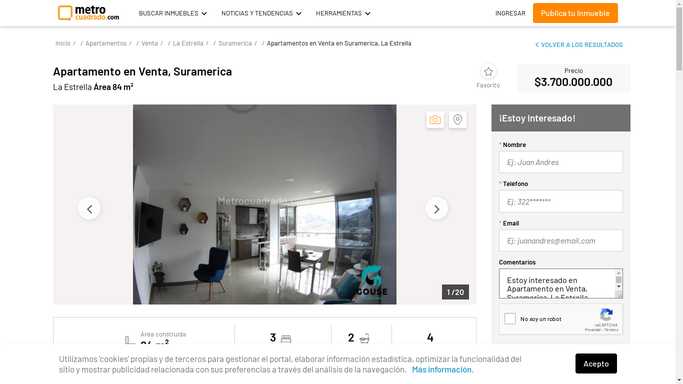 metro
cuadrado.com
BUSCAR INMUEBLES
NOTICIAS Y TENDENCIAS
HERRAMIENTAS
INGRESAR
Publica tu Inmueble
Inicio / / Apartamentos / / Venta / / La Estrella / / Suramerica / / Apartamentos en Venta en Suramerica, La Estrella
VOLVER A LOS RESULTADOS
Apartamento en Venta, Suramerica
La Estrella Área 84 m²
Favorito
Precio
$3.700.000.000
Metrocuadrado
GOUSE
1 / 20
¡Estoy Interesado!
* Nombre
Ej: Juan Andres
* Telefono
Ej: 322*******
* Email
Ej: juanandres@email.com
Comentarios
Estoy interesado en
Apartamento en Venta,
Suramerica, La Estrella
No soy un robot
reCAPTCHA
Privacidad - Términos
Área construida
84 m²
3
2
4
Utilizamos 'cookies' propias y de terceros para gestionar el portal, elaborar información estadística, optimizar la funcionalidad del
sitio y mostrar publicidad relacionada con sus preferencias a través del análisis de la navegación. Más información.
Acepto